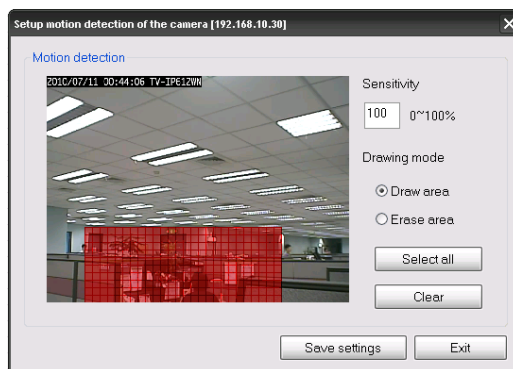 Setup motion detection of the camera [192.168.10.30]
Motion detection
2010/07/11 00:44:06 TV-IP612WN
Sensitivity
100 0~100%
Drawing mode
Draw area
Erase area
Select all
Clear
Save settings Exit